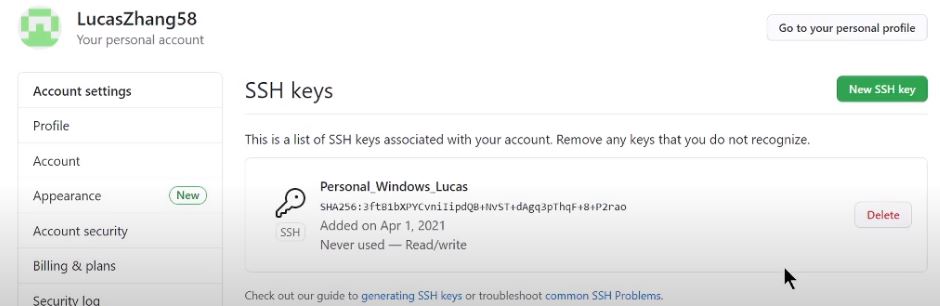 LucasZhang58
Your personal account
Go to your personal profile
Account settings
Profile
Account
Appearance New
Account security
Billing & plans
Security log
SSH keys
New SSH key
This is a list of SSH keys associated with your account. Remove any keys that you do not recognize.
Personal_Windows_Lucas
SHA256:3ft81bXPYCvniIipdQB+NvST+dAgq3pThqF+8+P2rao
SSH
Added on Apr 1, 2021
Never used — Read/write
Delete
Check out our guide to generating SSH keys or troubleshoot common SSH Problems.